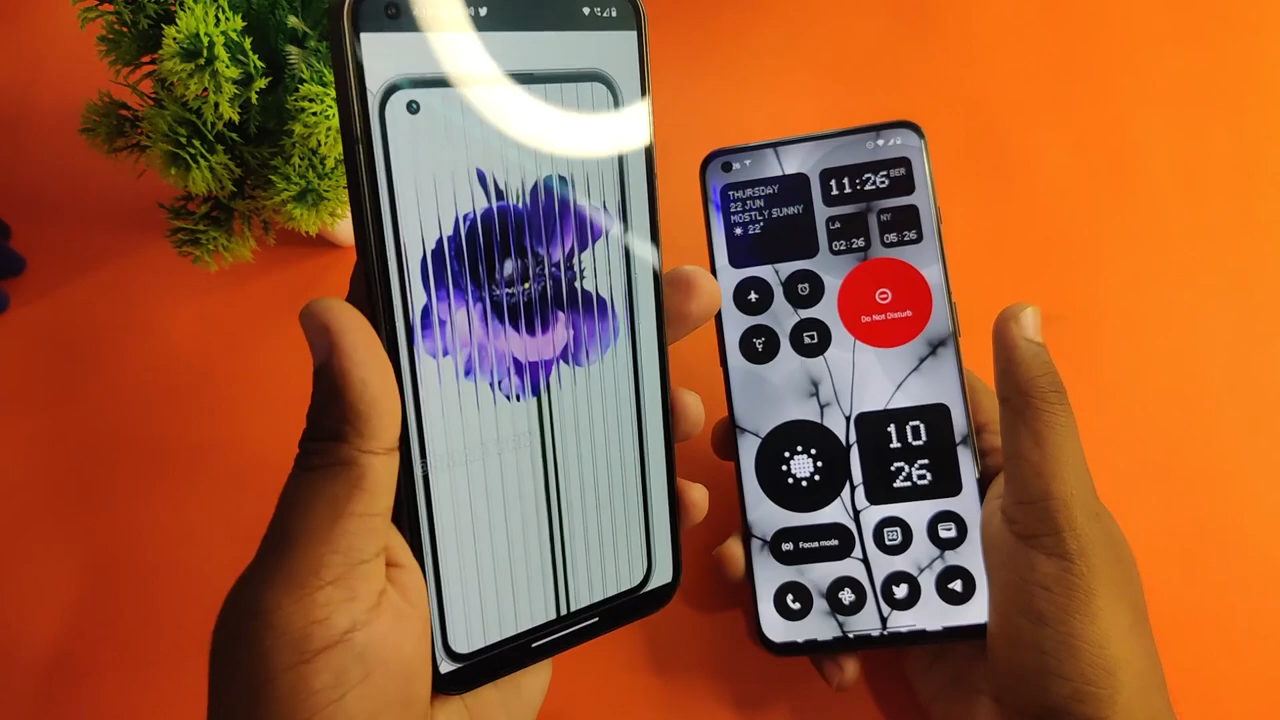 THURSDAY
22 JUN
MOSTLY SUNNY
22°
11:26 BER
LA
02:26
NY
05:26
Do Not Disturb
°C
10
26
Focus mode
22